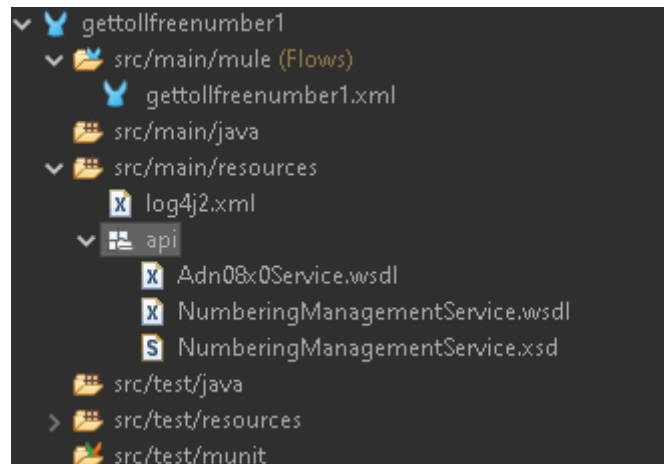 gettollfreenumber1
src/main/mule (Flows)
gettollfreenumber1.xml
src/main/java
src/main/resources
log4j2.xml
api
Adn08x0Service.wsdl
NumberingManagementService.wsdl
NumberingManagementService.xsd
src/test/java
src/test/resources
src/test/munit